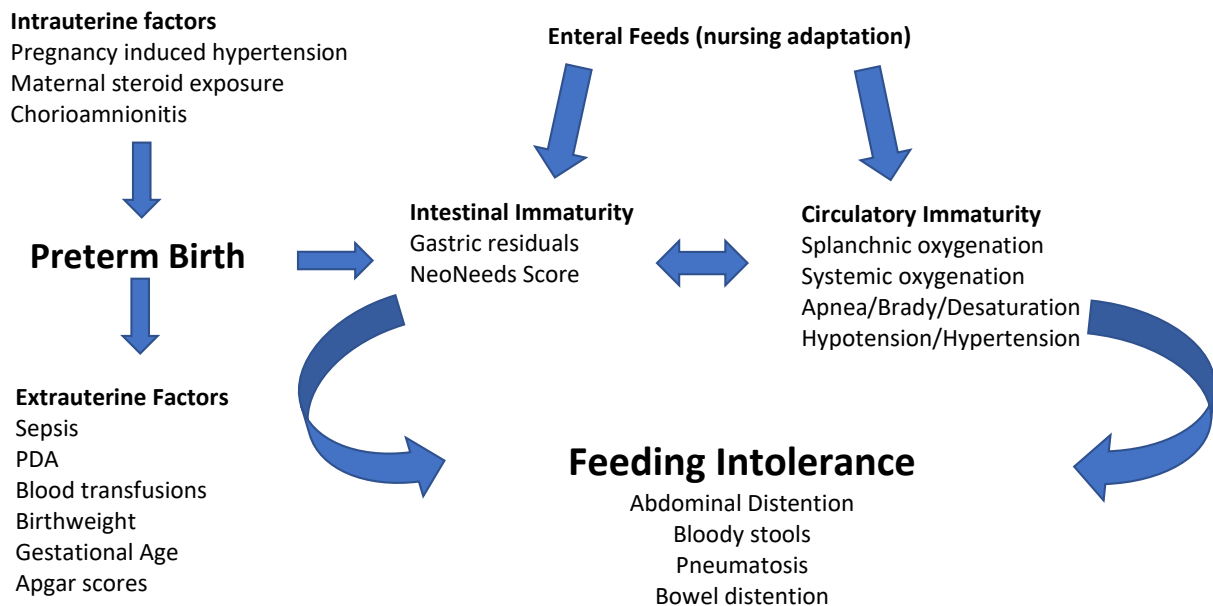 Intrauterine factors
Pregnancy induced hypertension
Maternal steroid exposure
Chorioamnionitis
Enteral Feeds (nursing adaptation)
Preterm Birth
Intestinal Immaturity
Gastric residuals
NeoNeeds Score
Circulatory Immaturity
Splanchnic oxygenation
Systemic oxygenation
Apnea/Brady/Desaturation
Hypotension/Hypertension
Extrauterine Factors
Sepsis
PDA
Blood transfusions
Birthweight
Gestational Age
Apgar scores
Feeding Intolerance
Abdominal Distention
Bloody stools
Pneumatosis
Bowel distention